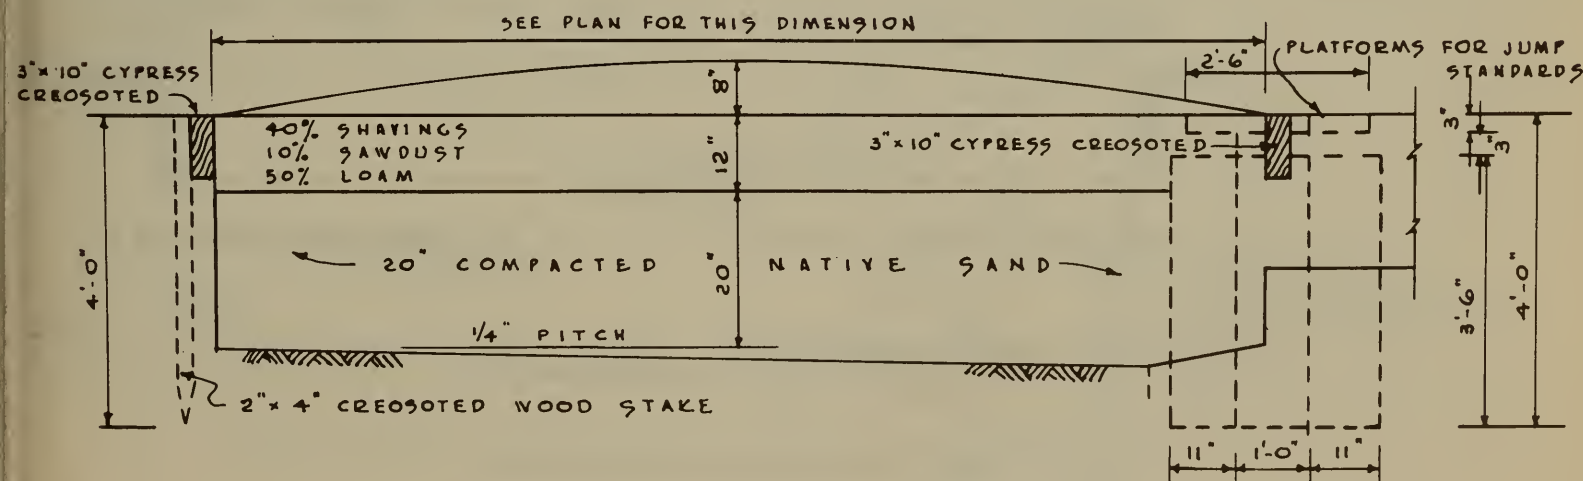 SEE PLAN FOR THIS DIMENSION
3"x10" CYPRESS
CREOSOTED
PLATFORMS FOR JUMP
STANDARDS
2'-6"
8"
40% SHAVINGS
10% SAWDUST
50% LOAM
12"
3"x10" CYPRESS CREOSOTED
3"
3"
4'-0"
20" COMPACTED NATIVE SAND
20"
3'-6"
4'-0"
1/4" PITCH
2"x4" CREOSOTED WOOD STAKE
11"
1'-0"
11"